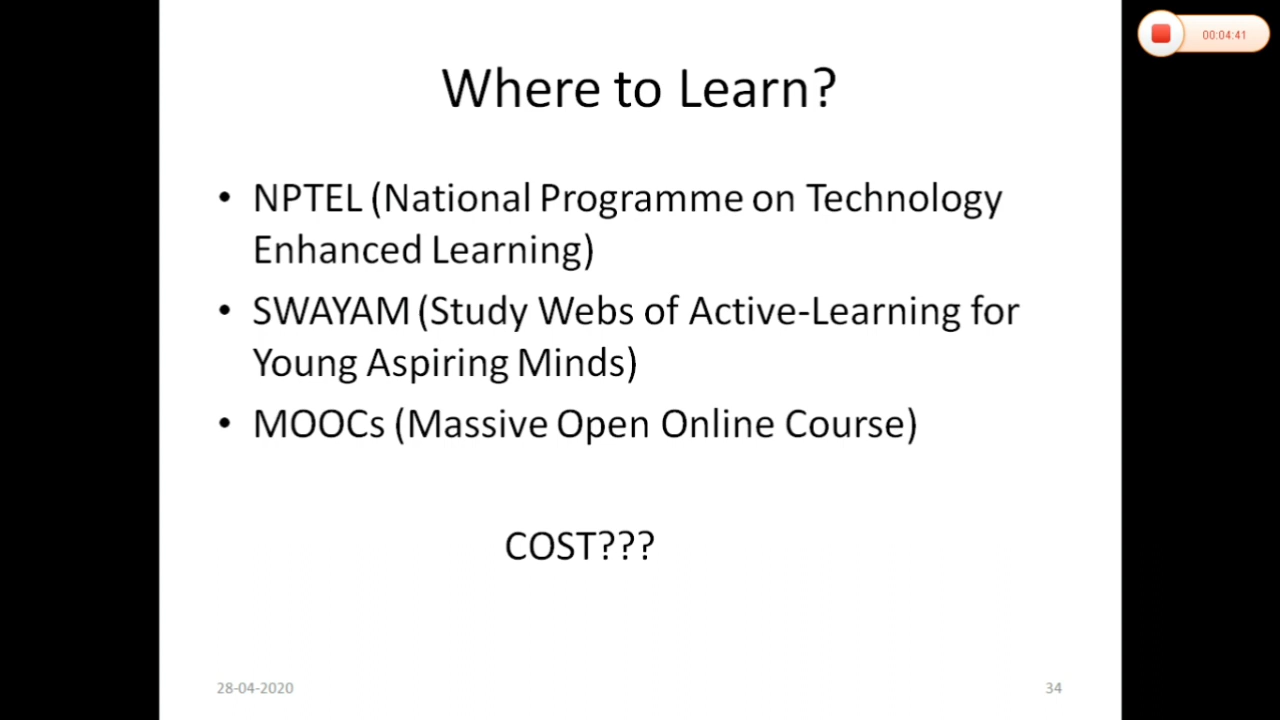 00:04:41
Where to Learn?
• NPTEL (National Programme on Technology
Enhanced Learning)
• SWAYAM (Study Webs of Active-Learning for
Young Aspiring Minds)
• MOOCs (Massive Open Online Course)
COST???
28-04-2020
34